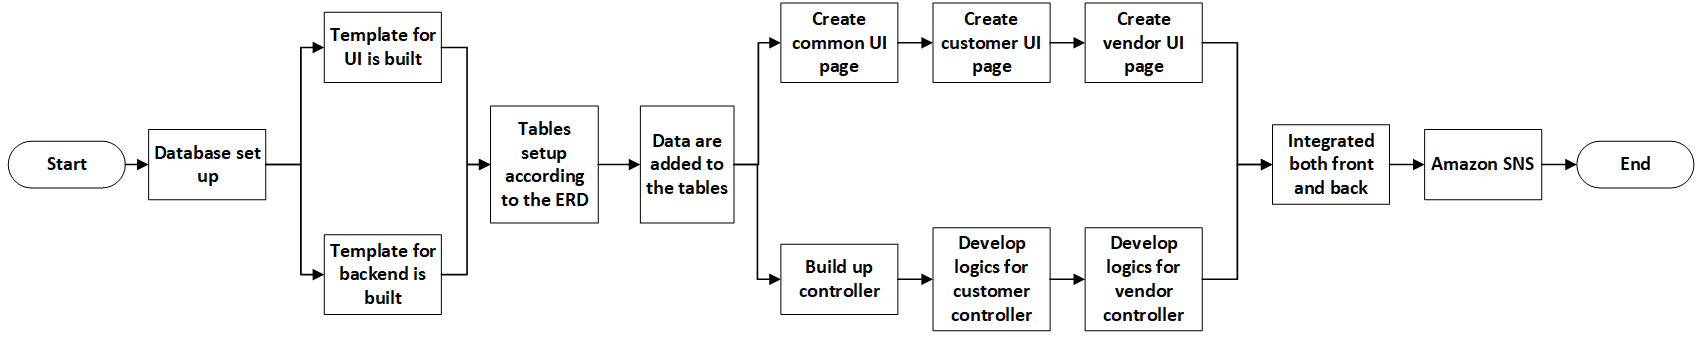 Start
Database set
up
Template for
UI is built
Template for
backend is
built
Tables
setup
according
to the ERD
Data are
added to
the tables
Create
common UI
page
Create
customer UI
page
Create
vendor UI
page
Build up
controller
Develop
logics for
customer
controller
Develop
logics for
vendor
controller
Integrated
both front
and back
Amazon SNS
End